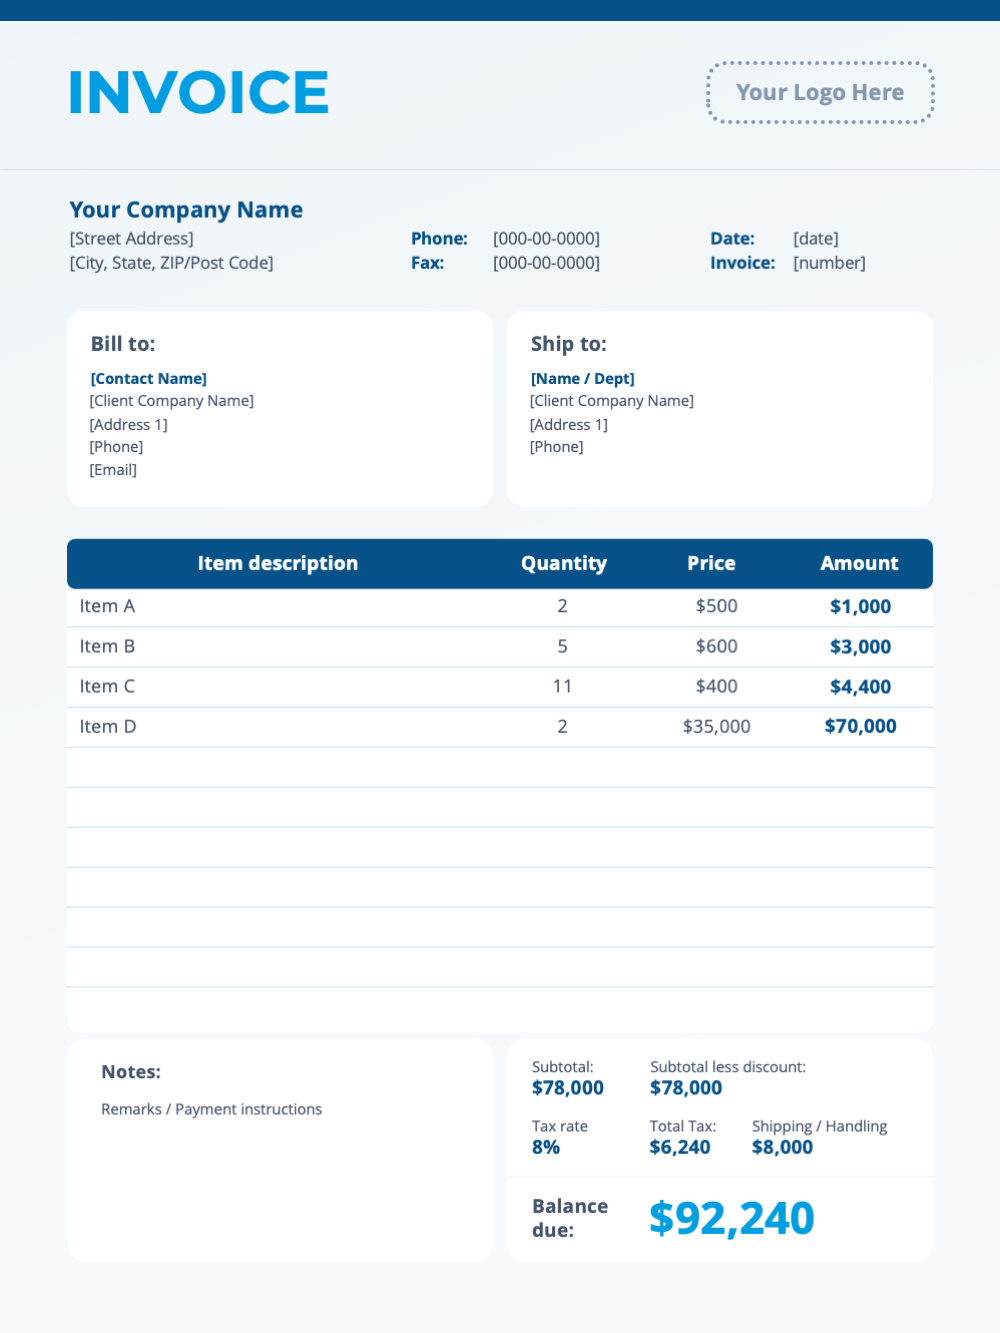 INVOICE
Your Logo Here
Your Company Name
[Street Address]
[City, State, ZIP/Post Code]
Phone: [000-00-0000]
Fax: [000-00-0000]
Date: [date]
Invoice: [number]
Bill to:
[Contact Name]
[Client Company Name]
[Address 1]
[Phone]
[Email]
Ship to:
[Name / Dept]
[Client Company Name]
[Address 1]
[Phone]
Item description Quantity Price Amount
Item A 2 $500 $1,000
Item B 5 $600 $3,000
Item C 11 $400 $4,400
Item D 2 $35,000 $70,000
Notes:
Remarks / Payment instructions
Subtotal: Subtotal less discount:
$78,000 $78,000
Tax rate Total Tax: Shipping / Handling
8% $6,240 $8,000
Balance
due: $92,240